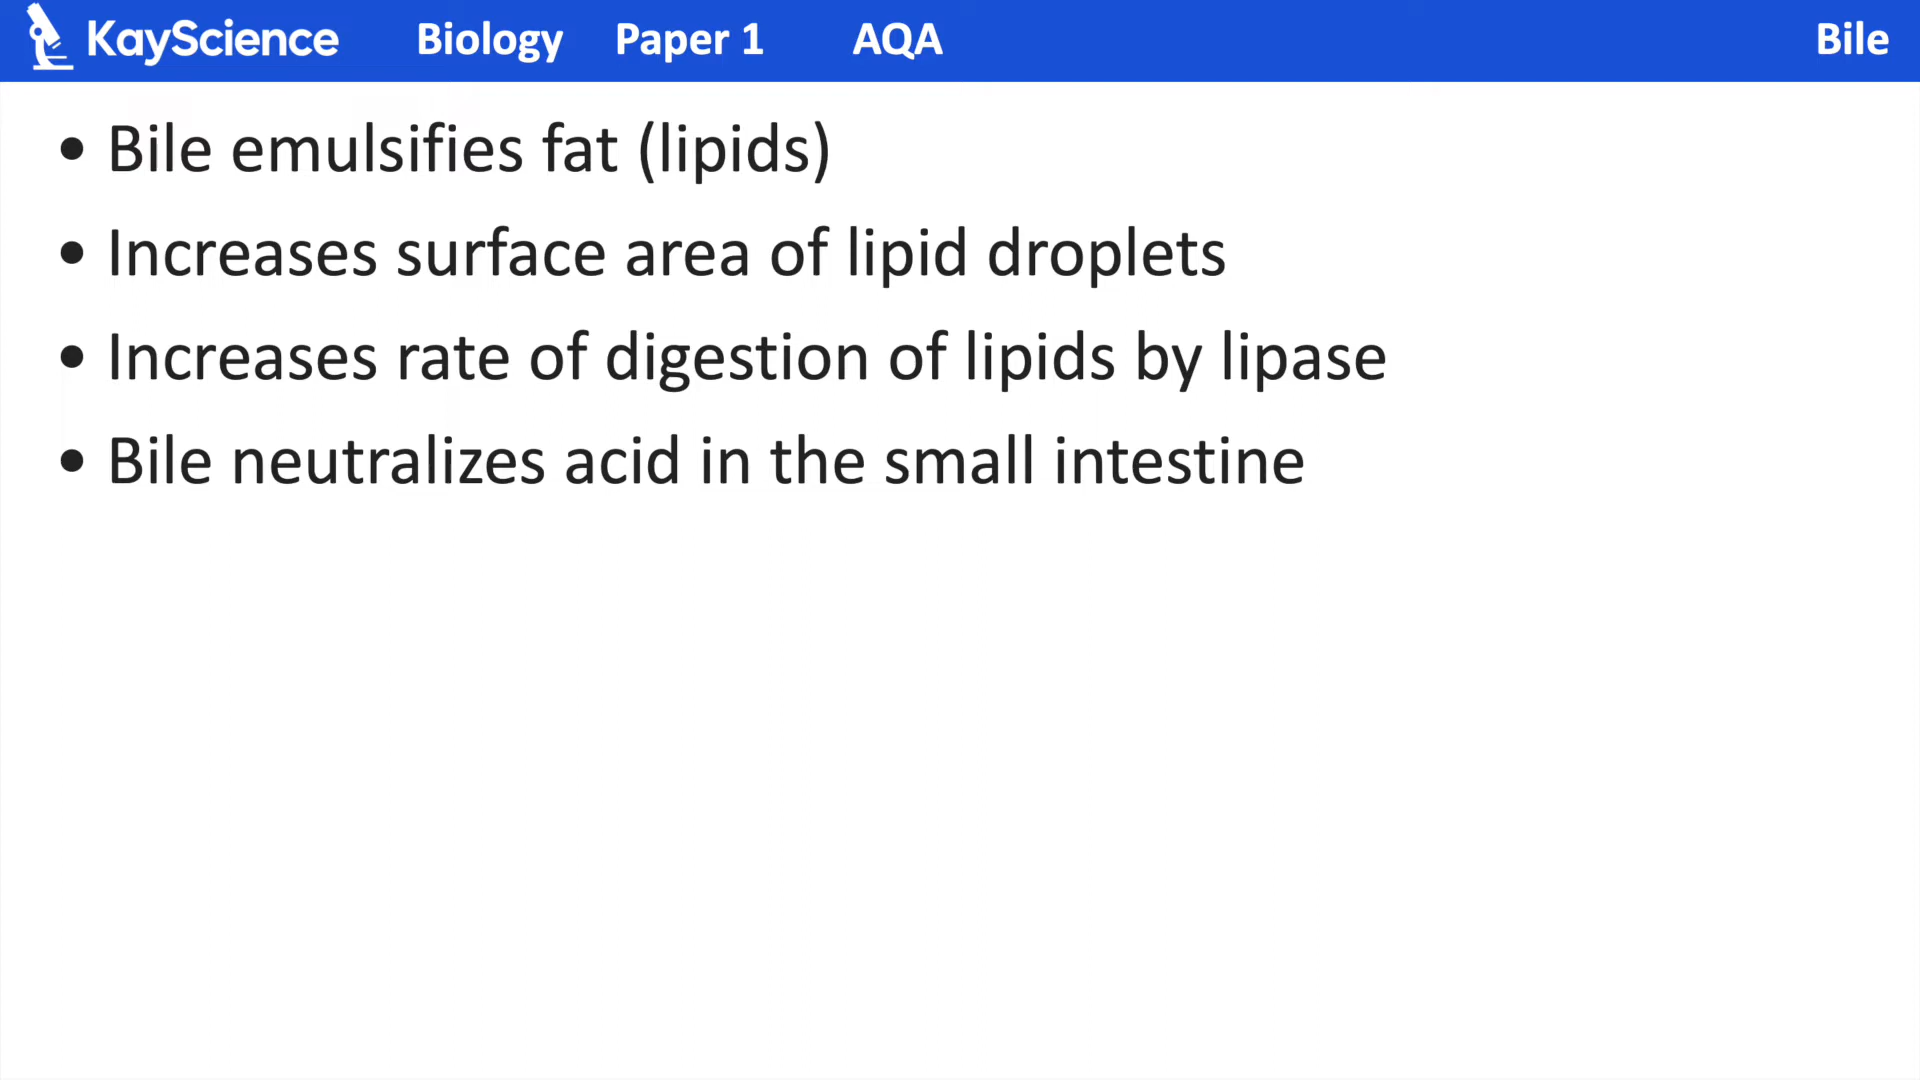 KayScience Biology Paper 1 AQA Bile
• Bile emulsifies fat (lipids)
• Increases surface area of lipid droplets
• Increases rate of digestion of lipids by lipase
• Bile neutralizes acid in the small intestine